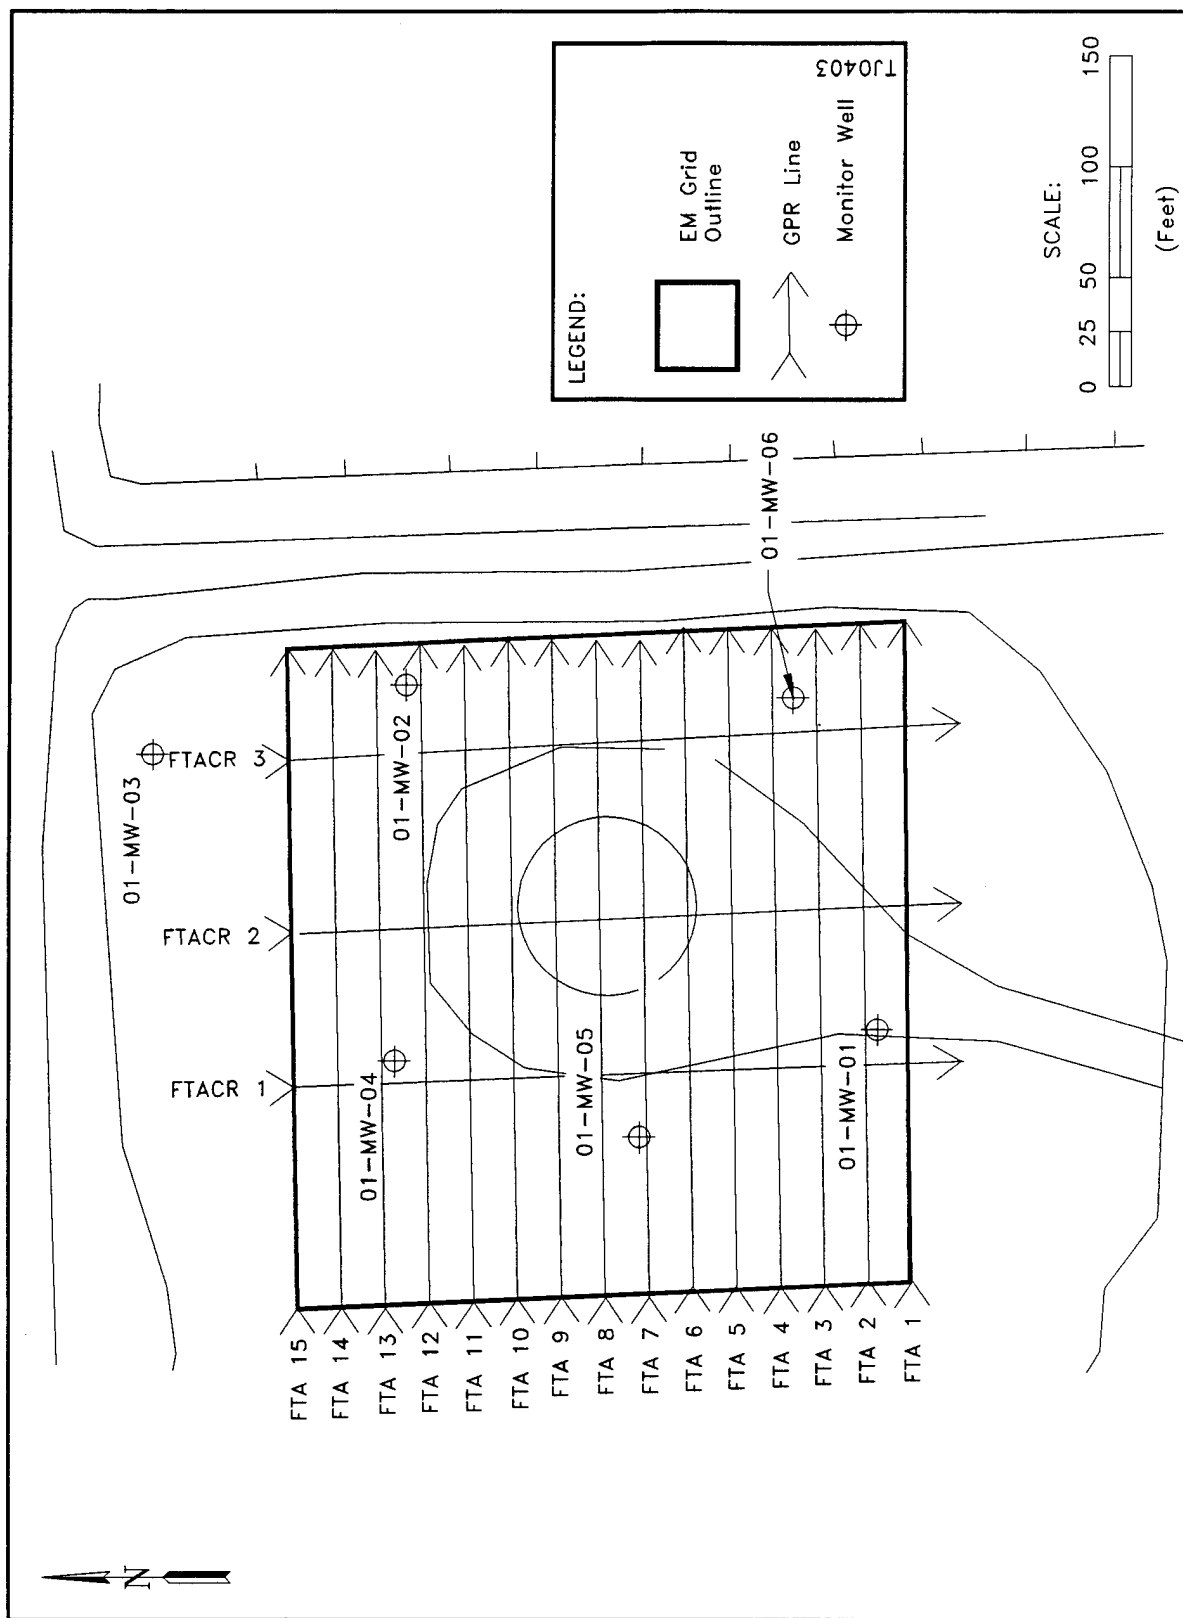 N
01-MW-03
FTACR 1
FTACR 2
FTACR 3
FTA 15
FTA 14
FTA 13
FTA 12
FTA 11
FTA 10
FTA 9
FTA 8
FTA 7
FTA 6
FTA 5
FTA 4
FTA 3
FTA 2
FTA 1
01-MW-04
01-MW-02
01-MW-05
01-MW-01
01-MW-06
LEGEND:
EM Grid
Outline
GPR Line
Monitor Well
TJ0403
SCALE:
0 25 50 100 150
(Feet)